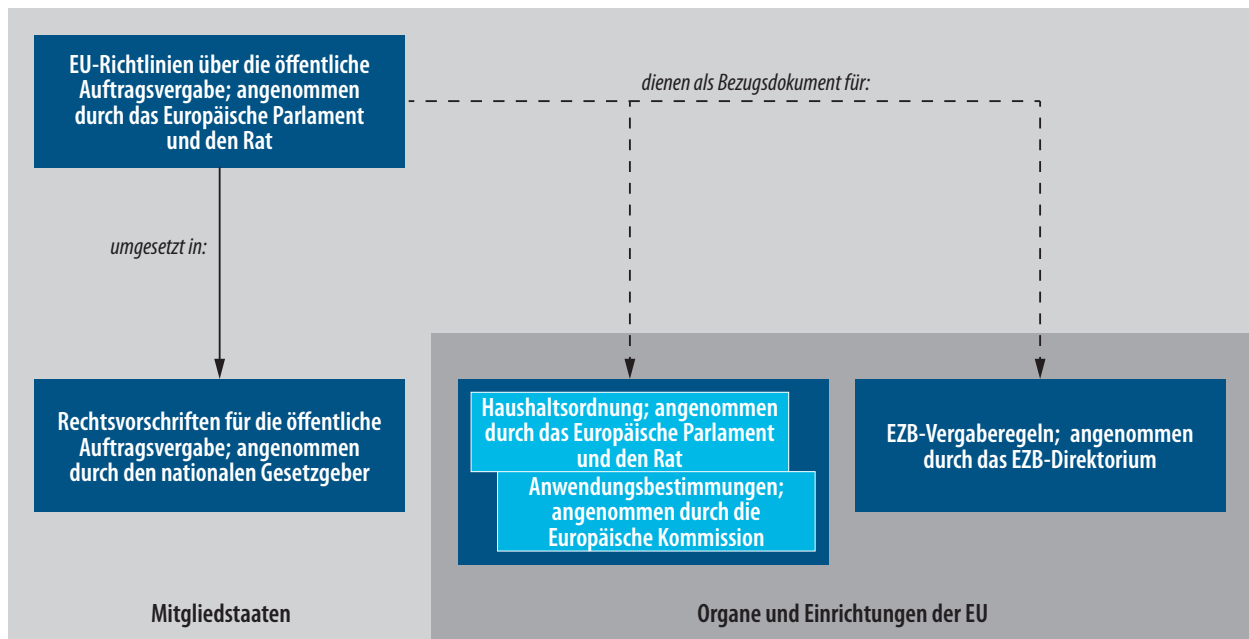 EU-Richtlinien über die öffentliche
Auftragsvergabe; angenommen
durch das Europäische Parlament
und den Rat
dienen als Bezugsdokument für:
umgesetzt in:
Rechtsvorschriften für die öffentliche
Auftragsvergabe; angenommen
durch den nationalen Gesetzgeber
Haushaltsordnung; angenommen
durch das Europäische Parlament
und den Rat
Anwendungsbestimmungen;
angenommen durch die
Europäische Kommission
EZB-Vergaberegeln; angenommen
durch das EZB-Direktorium
Mitgliedstaaten
Organe und Einrichtungen der EU